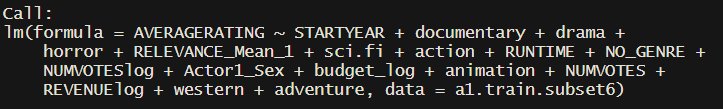 Call:
lm(formula = AVERAGERATING ~ STARTYEAR + documentary + drama +
    horror + RELEVANCE_Mean_1 + sci.fi + action + RUNTIME + NO_GENRE +
    NUMVOTESlog + Actor1_Sex + budget_log + animation + NUMVOTES +
    REVENUElog + western + adventure, data = a1.train.subset6)